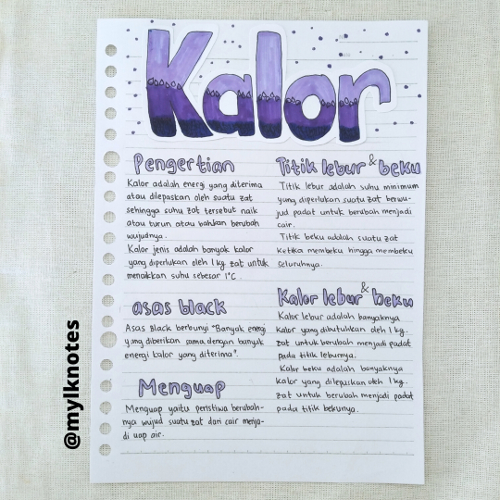 Kalor
Pengertian
Kalor adalah energi yang diterima
atau dilepaskan oleh suatu zat
sehingga suhu zat tersebut naik
atau turun atau bahkan berubah
wujudnya.
Kalor jenis adalah banyak kalor
yang diperlukan oleh 1 kg zat untuk
menaikkan suhu sebesar 1°C.
asas black
Asas Black berbunyi "Banyak energi
yang diberikan sama dengan banyak
energi kalor yang diterima".
Menguap
Menguap yaitu peristiwa berubah-
nya wujud suatu zat dari cair menja-
di uap air.
Titik lebur & beku
Titik lebur adalah suhu minimum
yang diperlukan suatu zat bawu-
jud padat untuk berubah menjadi
cair.
Titik beku adalah suatu zat
ketika membeku hingga membeku
seluruhnya.
Kalor lebur & beku
Kalor lebur adalah banyaknya
kalor yang dibutuhkan oleh 1 kg.
zat untuk berubah menjadi padat
pada titik leburnya.
Kalor beku adalah banyaknya
kalor yang dilepaskan oleh 1 kg.
zat untuk berubah menjadi padat
pada titik bekunya.
@mylknotes